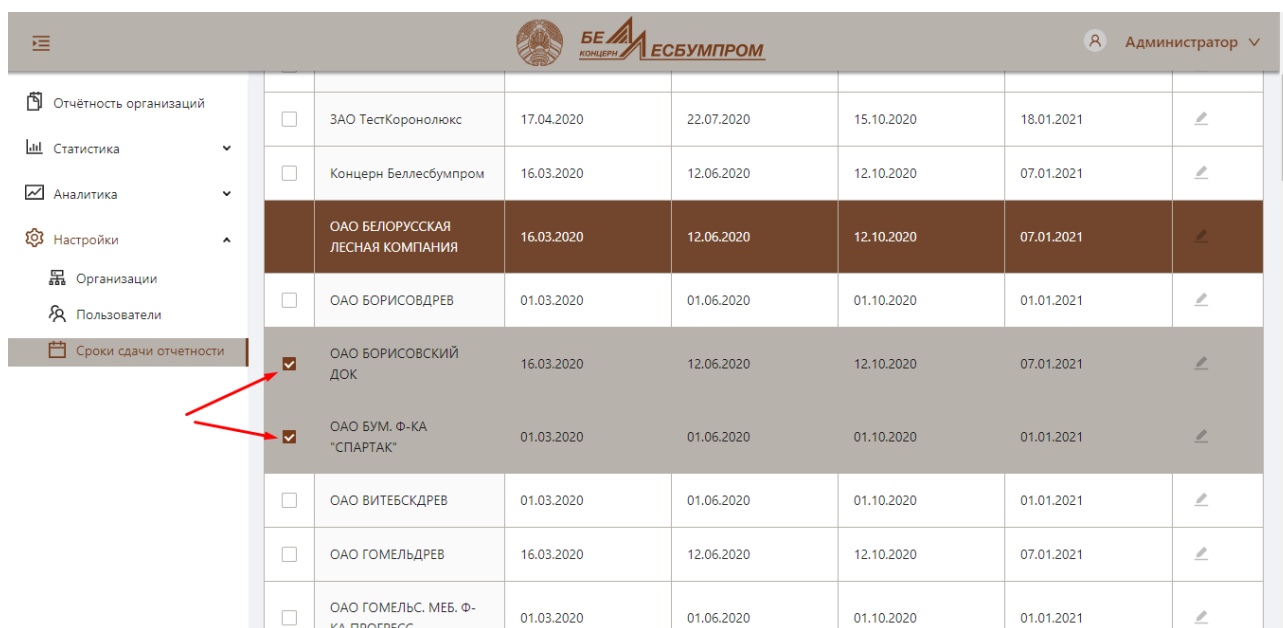 БЕЛ
КОНЦЕРН ЛЕСБУМПРОМ
Администратор
Отчётность организаций
Статистика
Аналитика
Настройки
Организации
Пользователи
Сроки сдачи отчетности
ЗАО ТестКоронолюкс 17.04.2020 22.07.2020 15.10.2020 18.01.2021
Концерн Беллесбумпром 16.03.2020 12.06.2020 12.10.2020 07.01.2021
ОАО БЕЛОРУССКАЯ
ЛЕСНАЯ КОМПАНИЯ 16.03.2020 12.06.2020 12.10.2020 07.01.2021
ОАО БОРИСОВДРЕВ 01.03.2020 01.06.2020 01.10.2020 01.01.2021
ОАО БОРИСОВСКИЙ
ДОК 16.03.2020 12.06.2020 12.10.2020 07.01.2021
ОАО БУМ. Ф-КА
"СПАРТАК" 01.03.2020 01.06.2020 01.10.2020 01.01.2021
ОАО ВИТЕБСКДРЕВ 01.03.2020 01.06.2020 01.10.2020 01.01.2021
ОАО ГОМЕЛЬДРЕВ 16.03.2020 12.06.2020 12.10.2020 07.01.2021
ОАО ГОМЕЛЬС. МЕБ. Ф-
КА ПРОГРЕСС 01.03.2020 01.06.2020 01.10.2020 01.01.2021